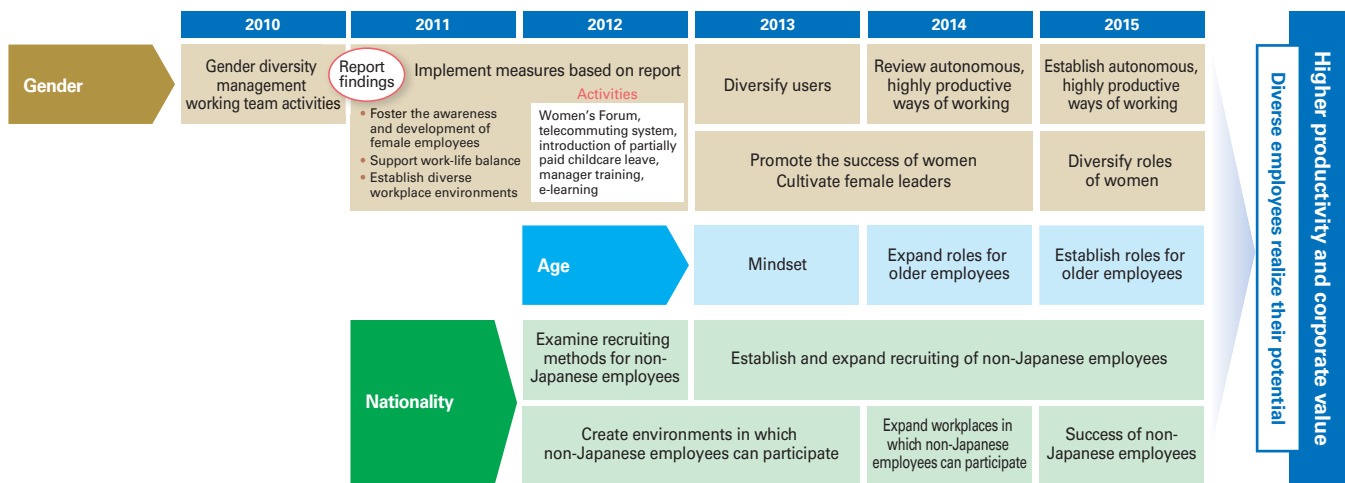 2010
2011
2012
2013
2014
2015
Gender
Gender diversity
management
working team activities
Report
findings
Implement measures based on report
• Foster the awareness
and development of
female employees
• Support work-life balance
• Establish diverse
workplace environments
Activities
Women's Forum,
telecommuting system,
introduction of partially
paid childcare leave,
manager training,
e-learning
Diversify users
Review autonomous,
highly productive
ways of working
Establish autonomous,
highly productive
ways of working
Promote the success of women
Cultivate female leaders
Diversify roles
of women
Age
Mindset
Expand roles for
older employees
Establish roles for
older employees
Nationality
Examine recruiting
methods for non-
Japanese employees
Establish and expand recruiting of non-Japanese employees
Create environments in which
non-Japanese employees can participate
Expand workplaces in
which non-Japanese
employees can participate
Success of non-
Japanese employees
Diverse employees realize their potential
Higher productivity and corporate value